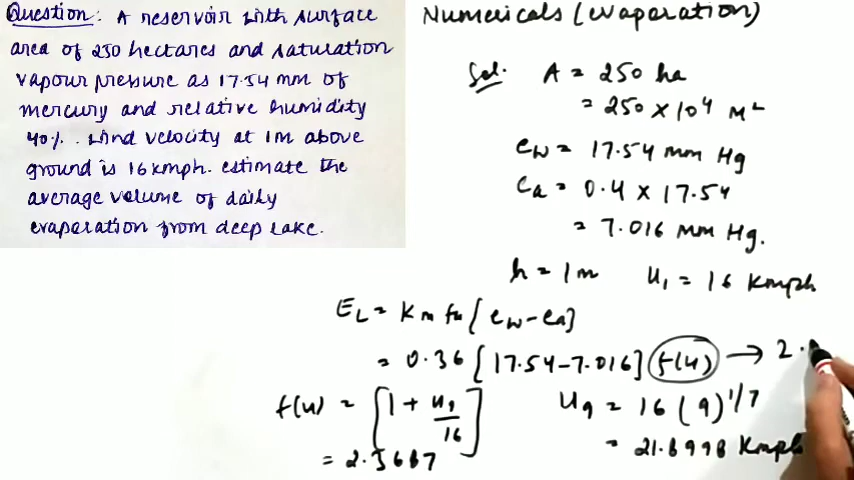 Question: A reservoir with surface
area of 250 hectares and saturation
vapour pressure as 17.54 mm of
mercury and relative humidity
40%. Wind velocity at 1m above
ground is 16 kmph. estimate the
average volume of daily
evaporation from deep lake.
Numericals (evaporation)
Sol. A = 250 ha
= 250 × 10⁴ M²
ew = 17.54 mm Hg
ea = 0.4 × 17.54
= 7.016 mm Hg.
h = 1m u₁ = 16 Kmph
EL = Km fu [ew - ea]
= 0.36 [17.54-7.016] f(u) → 2.
f(u) = [1 + u9/16]
= 2.3687
u9 = 16 (9)^1/7
= 21.8998 Kmph